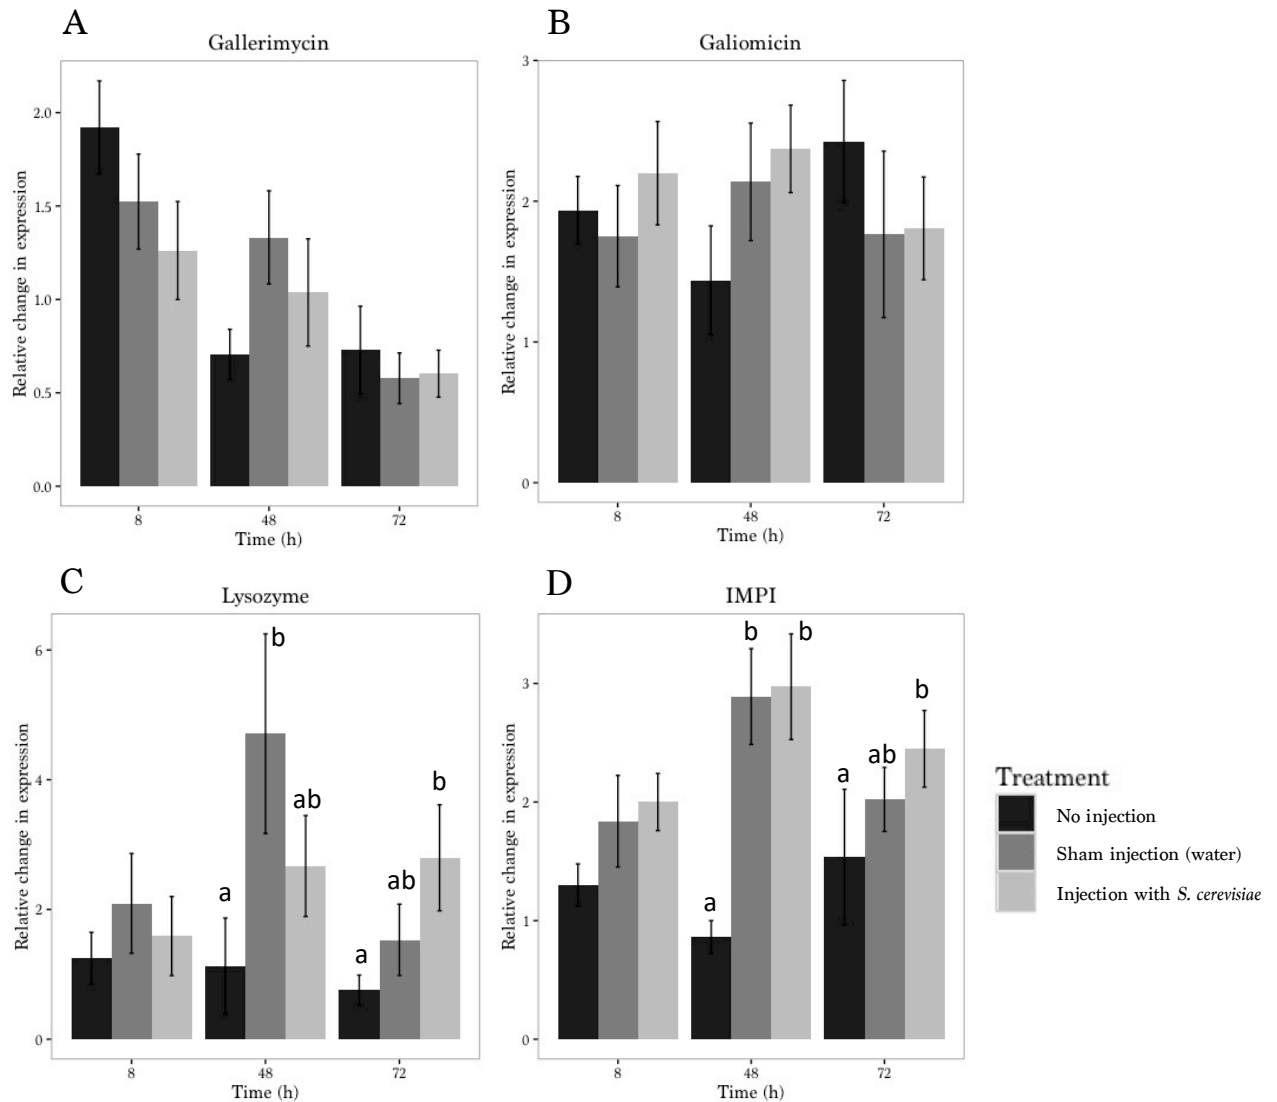 A
Gallerimycin
Relative change in expression
2.0
1.5
1.0
0.5
0.0
8
48
72
Time (h)
B
Galiomicin
Relative change in expression
3
2
1
0
8
48
72
Time (h)
C
Lysozyme
Relative change in expression
6
4
2
0
a
b
ab
a
ab
b
8
48
72
Time (h)
D
IMPI
Relative change in expression
3
2
1
0
a
b
b
a
ab
b
8
48
72
Time (h)
Treatment
No injection
Sham injection (water)
Injection with S. cerevisiae